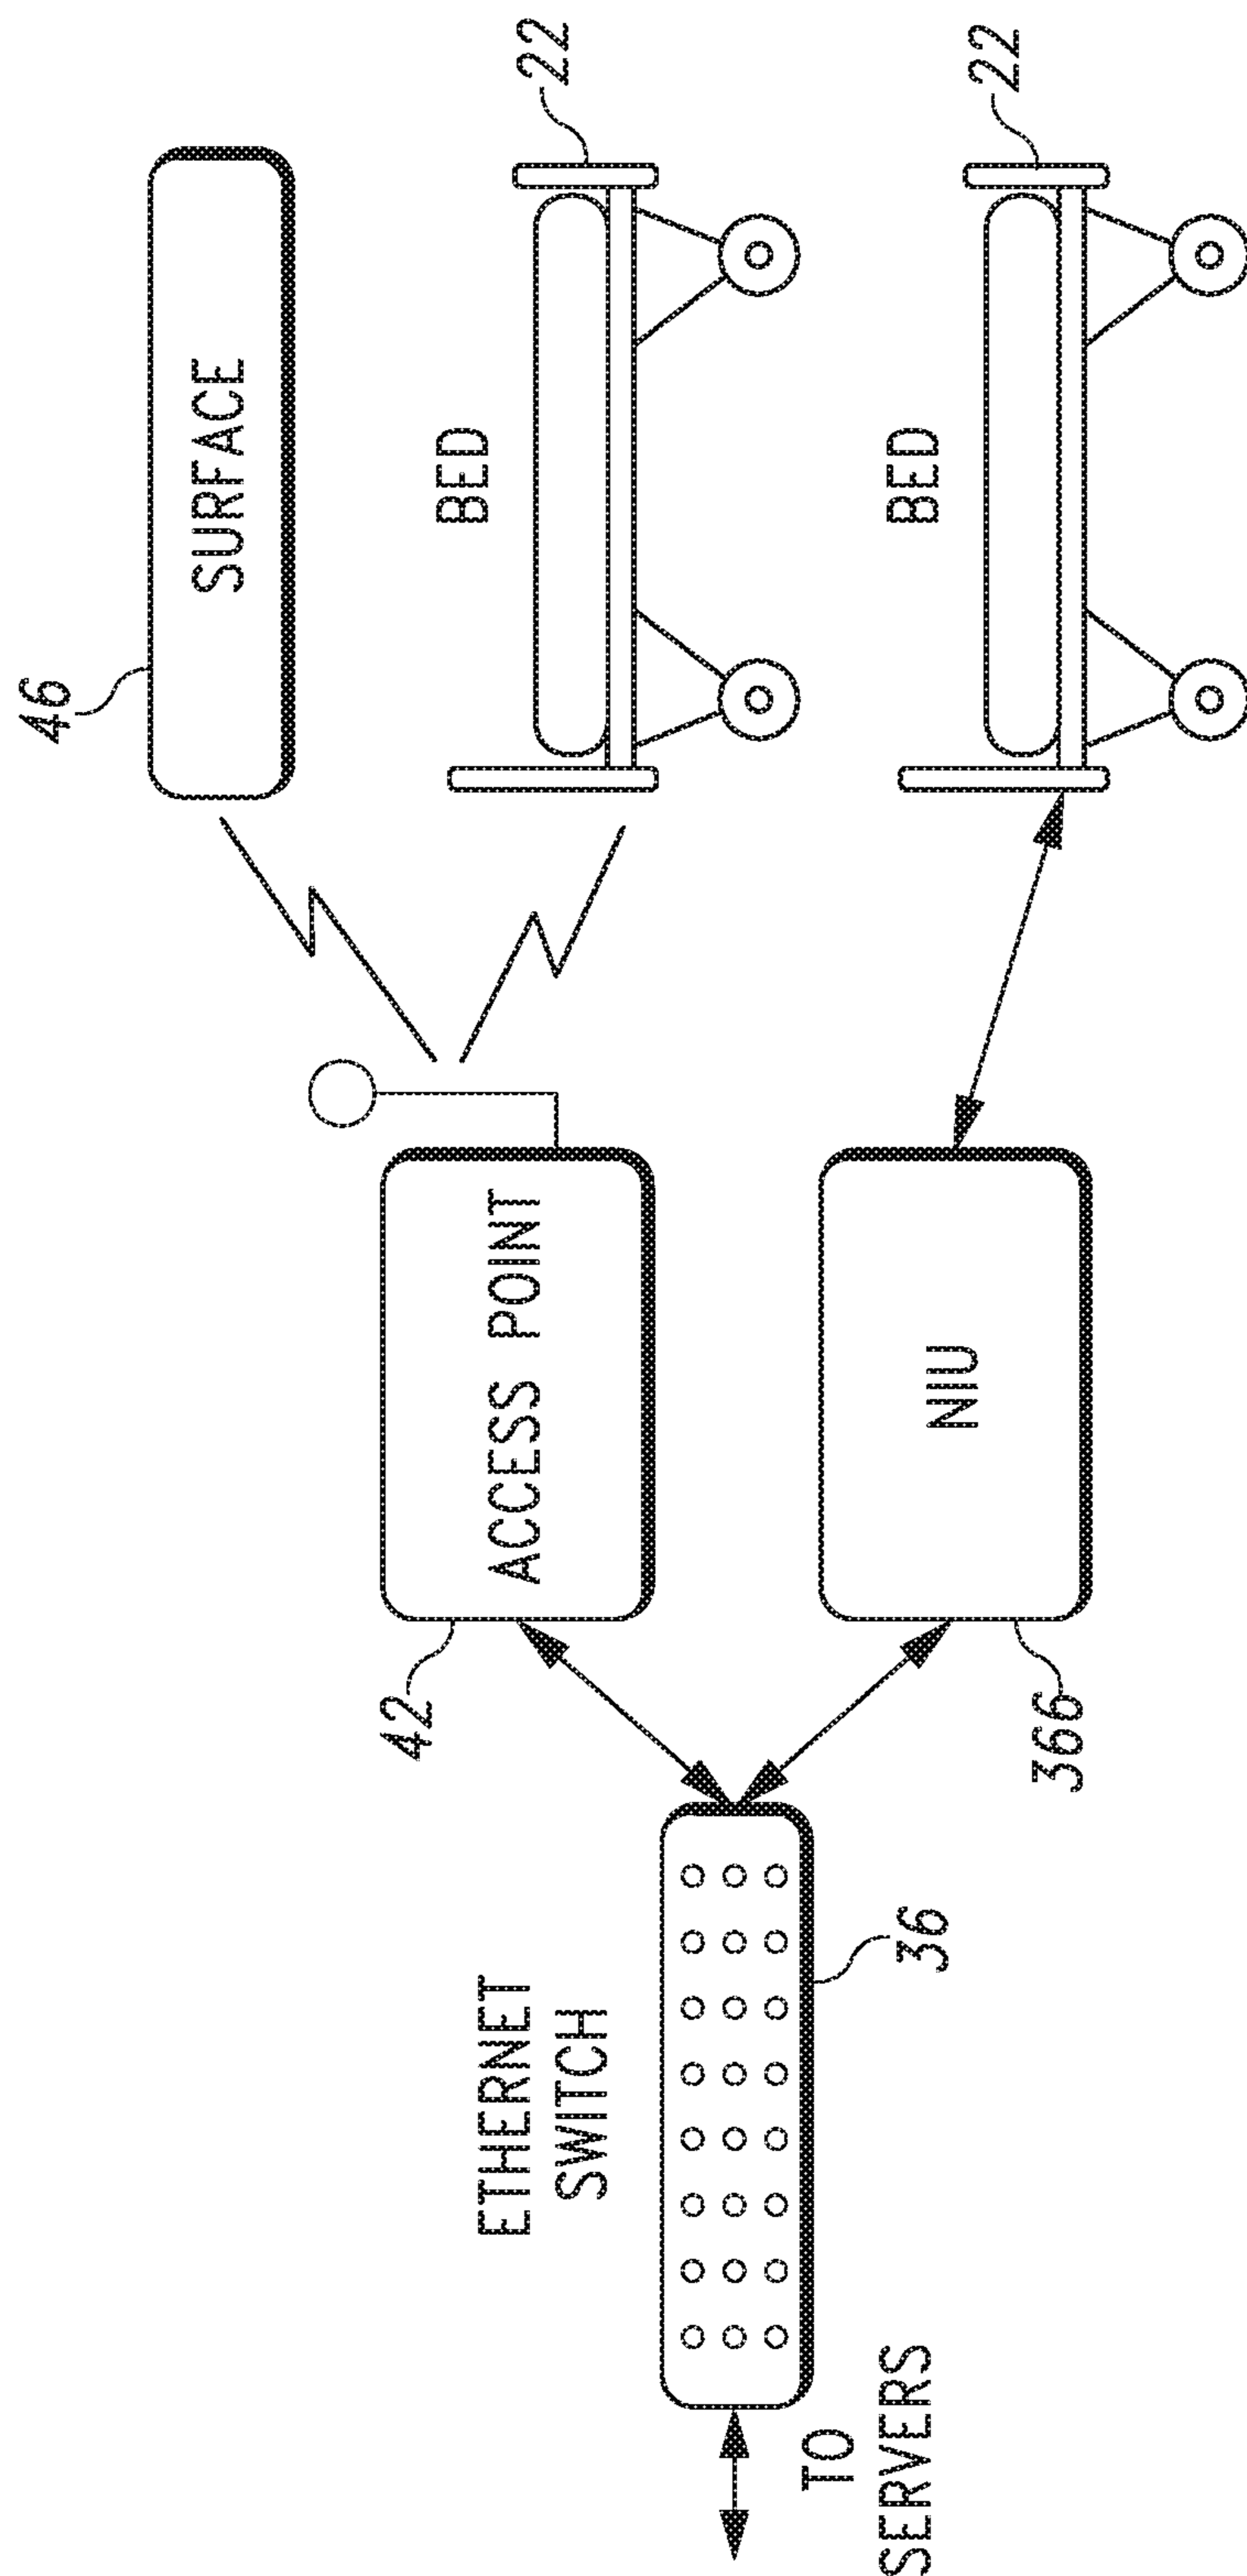 46
SURFACE
BED
22
42
ACCESS POINT
ETHERNET
SWITCH
36
TO
SERVERS
NIU
366
BED
22